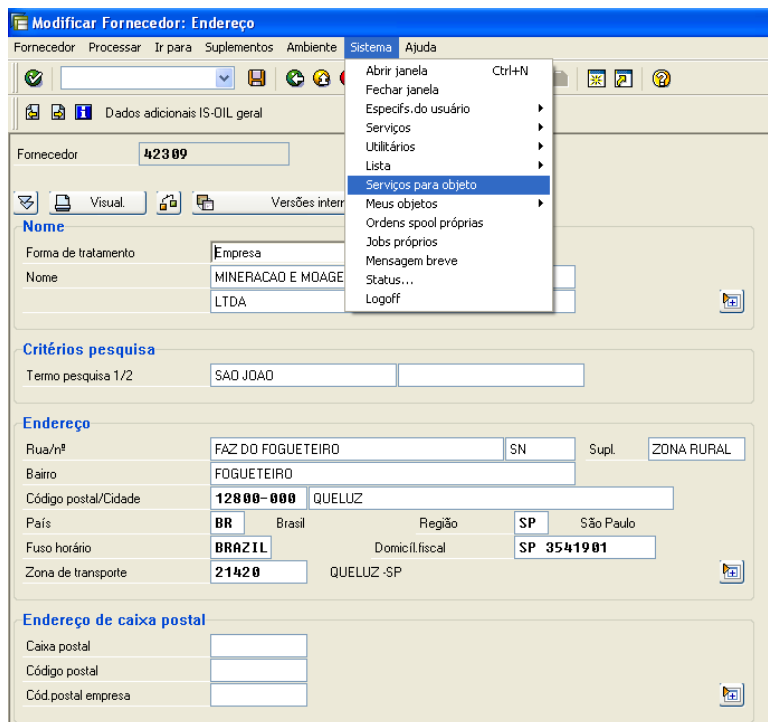 Modificar Fornecedor: Endereço
Fornecedor Processar Ir para Suplementos Ambiente Sistema Ajuda
Abrir janela Ctrl+N
Fechar janela
Dados adicionais IS-OIL geral
Especifs.do usuário
Serviços
Utilitários
Fornecedor 42309
Lista
Serviços para objeto
Visual. Versões
Meus objetos
Ordens spool próprias
Nome
Jobs próprios
Forma de tratamento Empresa
Mensagem breve
Nome MINERACAO E
Status...
LTDA
Logoff
Critérios pesquisa
Termo pesquisa 1/2 SAO JOAO
Endereço
Rua/nº FAZ DO FOGUETEIRO SN Supl. ZONA RURAL
Bairro FOGUETEIRO
Código postal/Cidade 12800-000 QUELUZ
País BR Brasil Região SP São Paulo
Fuso horário BRAZIL Domicíl.fiscal SP 3541901
Zona de transporte 21420 QUELUZ -SP
Endereço de caixa postal
Caixa postal
Código postal
Cód.postal empresa